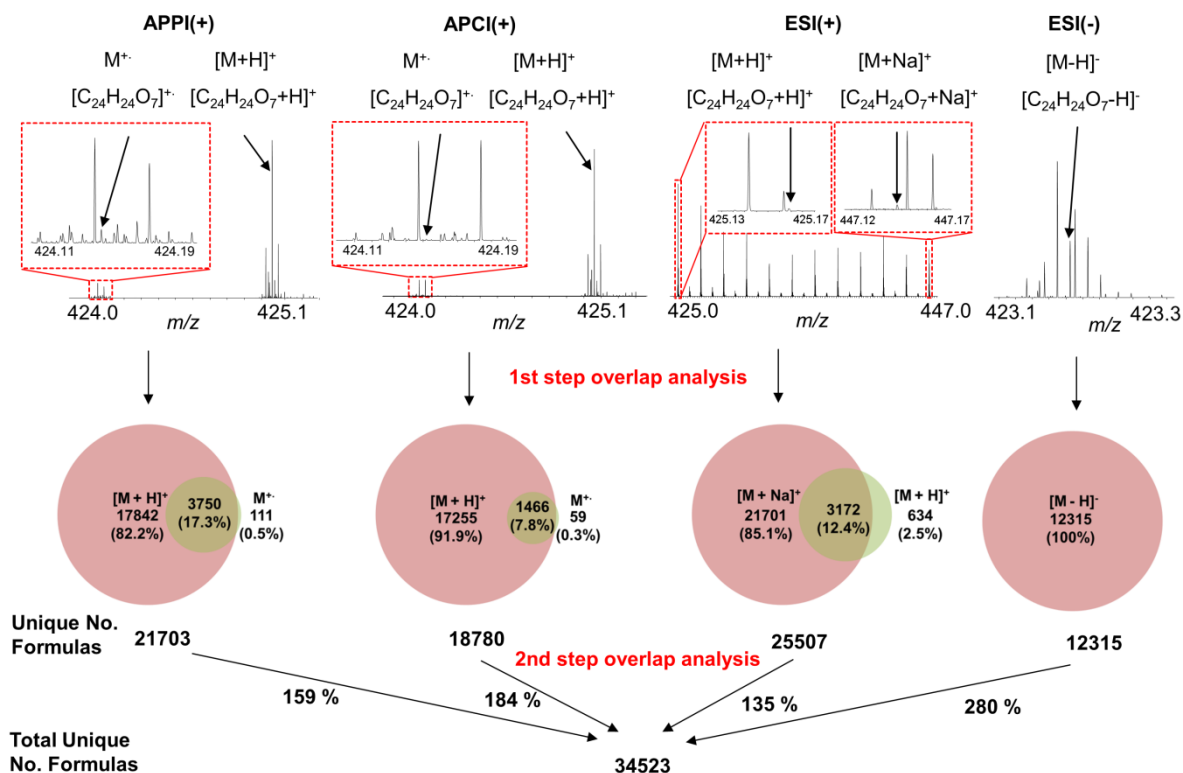 APPI(+) APCI(+) ESI(+) ESI(-)
M⁺· [M+H]⁺ M⁺· [M+H]⁺ [M+H]⁺ [M+Na]⁺ [M-H]⁻
[C₂₄H₂₄O₇]⁺· [C₂₄H₂₄O₇+H]⁺ [C₂₄H₂₄O₇]⁺· [C₂₄H₂₄O₇+H]⁺ [C₂₄H₂₄O₇+H]⁺ [C₂₄H₂₄O₇+Na]⁺ [C₂₄H₂₄O₇-H]⁻
425.13 425.17 447.12 447.17
424.11 424.19 424.11 424.19
424.0 425.1 424.0 425.1 425.0 447.0 423.1 423.3
m/z m/z m/z m/z
1st step overlap analysis
[M + H]⁺
17842
(82.2%)
3750
(17.3%)
M⁺·
111
(0.5%)
[M + H]⁺
17255
(91.9%)
1466
(7.8%)
M⁺·
59
(0.3%)
[M + Na]⁺
21701
(85.1%)
3172
(12.4%)
[M + H]⁺
634
(2.5%)
[M - H]⁻
12315
(100%)
Unique No.
Formulas
21703 18780 25507 12315
2nd step overlap analysis
159 % 184 % 135 % 280 %
Total Unique
No. Formulas
34523